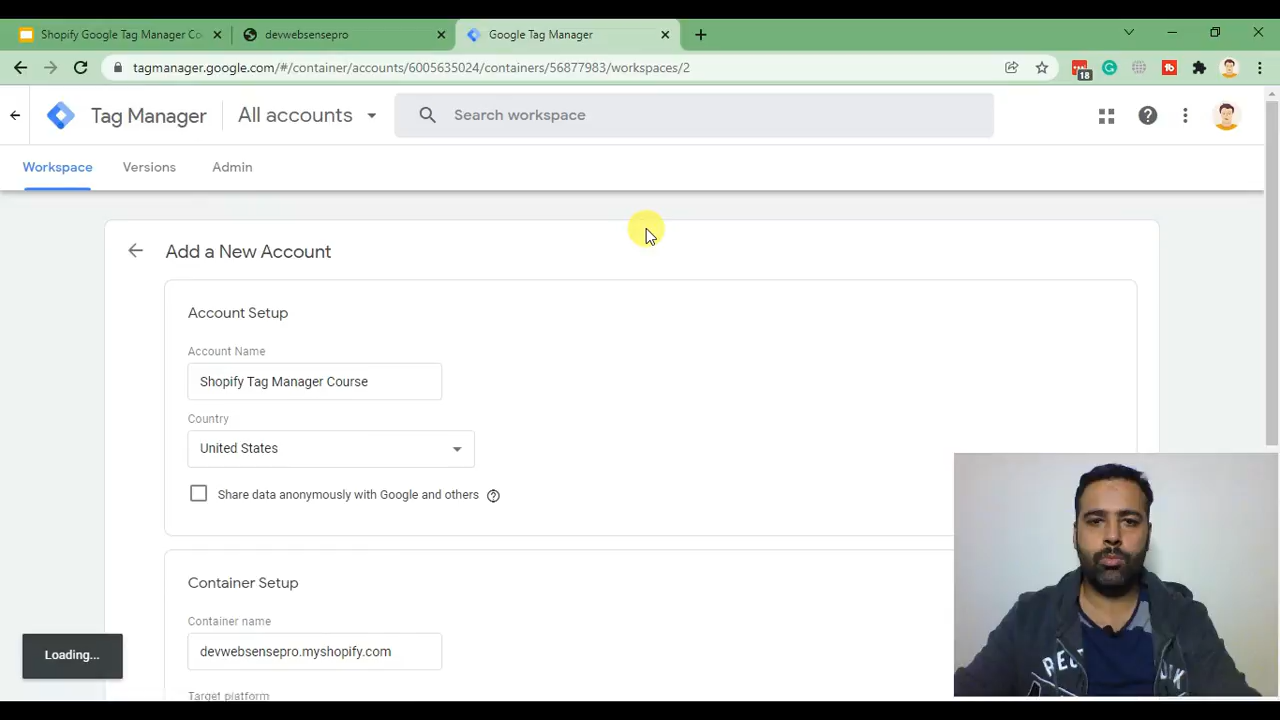 Shopify Google Tag Manager Co
devwebsensepro
Google Tag Manager
tagmanager.google.com/#/container/accounts/6005635024/containers/56877983/workspaces/2
18
Tag Manager
All accounts
Search workspace
Workspace
Versions
Admin
Add a New Account
Account Setup
Account Name
Shopify Tag Manager Course
Country
United States
Share data anonymously with Google and others
Container Setup
Container name
devwebsensepro.myshopify.com
Target platform
Loading...